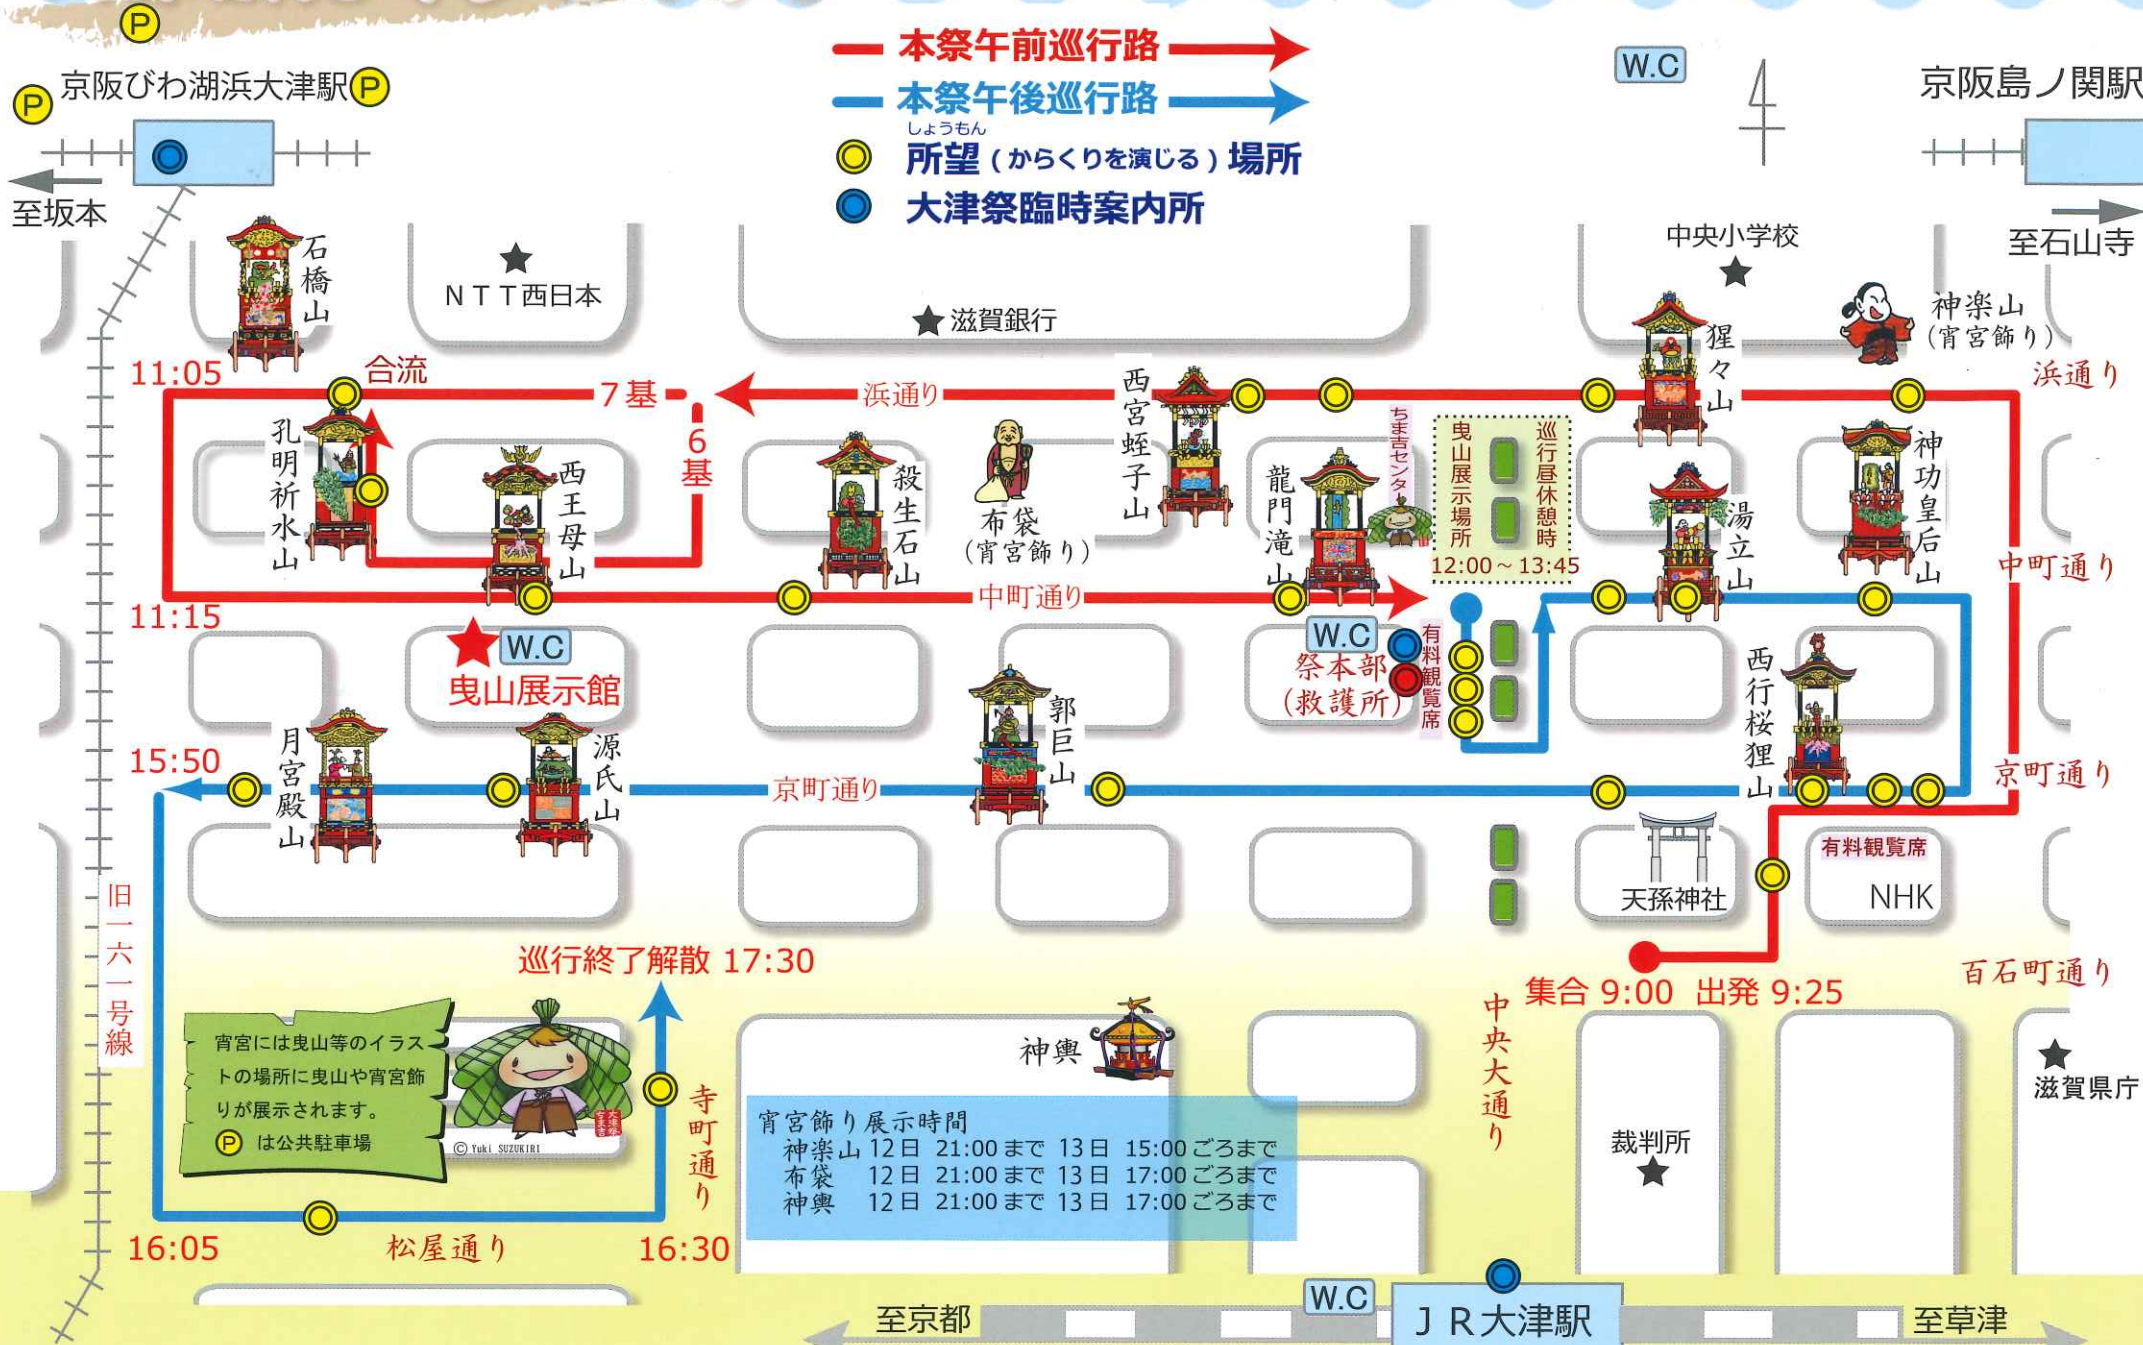 P
本祭午前巡行路
W.C
京阪島ノ関駅
P 京阪びわ湖浜大津駅 P
本祭午後巡行路
しょうもん
所望（からくりを演じる）場所
大津祭臨時案内所
至坂本
至石山寺
石橋山
NTT西日本
滋賀銀行
中央小学校
猩々山
神楽山
（宵宮飾り）
11:05
合流
7基
浜通り
浜通り
6基
孔明祈水山
西王母山
殺生石山
布袋
（宵宮飾り）
西宮蛭子山
龍門滝山
ちま吉センター
巡行昼休憩時
曳山展示場所
12:00～13:45
湯立山
神功皇后山
中町通り
中町通り
11:15
W.C
曳山展示館
W.C
祭本部
（救護所）
有料観覧席
西行桜狸山
15:50
月宮殿山
源氏山
京町通り
郭巨山
京町通り
天孫神社
有料観覧席
NHK
旧一六一号線
巡行終了解散 17:30
集合 9:00 出発 9:25
百石町通り
中央大通り
宵宮には曳山等のイラス
トの場所に曳山や宵宮飾
りが展示されます。
P は公共駐車場
© Yuki SUZUKIRI
大津祭
ちま吉
寺町通り
神輿
宵宮飾り展示時間
神楽山 12日 21:00まで 13日 15:00ごろまで
布袋 12日 21:00まで 13日 17:00ごろまで
神輿 12日 21:00まで 13日 17:00ごろまで
裁判所
滋賀県庁
16:05
松屋通り
16:30
至京都
W.C
JR大津駅
至草津